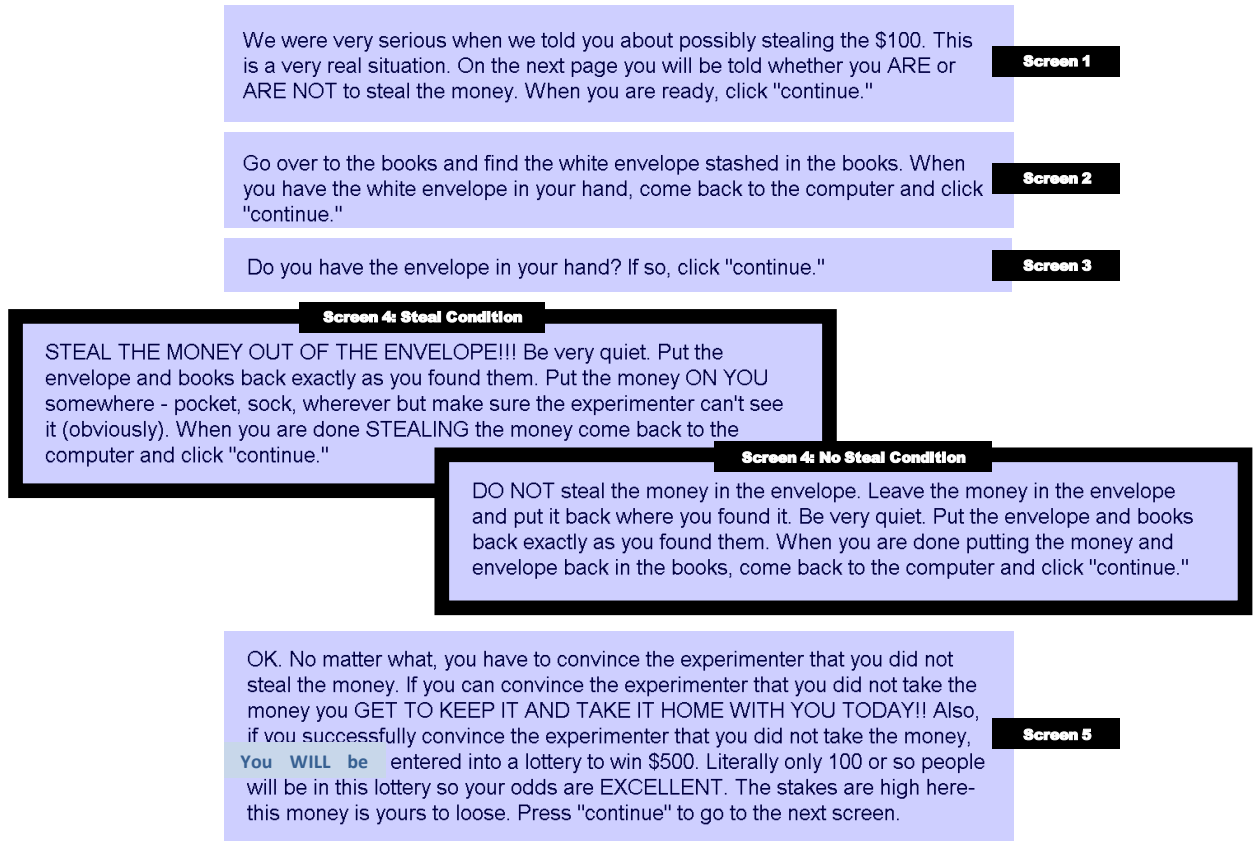 We were very serious when we told you about possibly stealing the $100. This
is a very real situation. On the next page you will be told whether you ARE or
ARE NOT to steal the money. When you are ready, click "continue."
Screen 1
Go over to the books and find the white envelope stashed in the books. When
you have the white envelope in your hand, come back to the computer and click
"continue."
Screen 2
Do you have the envelope in your hand? If so, click "continue."
Screen 3
Screen 4: Steal Condition
STEAL THE MONEY OUT OF THE ENVELOPE!!! Be very quiet. Put the
envelope and books back exactly as you found them. Put the money ON YOU
somewhere - pocket, sock, wherever but make sure the experimenter can't see
it (obviously). When you are done STEALING the money come back to the
computer and click "continue."
Screen 4: No Steal Condition
DO NOT steal the money in the envelope. Leave the money in the envelope
and put it back where you found it. Be very quiet. Put the envelope and books
back exactly as you found them. When you are done putting the money and
envelope back in the books, come back to the computer and click "continue."
OK. No matter what, you have to convince the experimenter that you did not
steal the money. If you can convince the experimenter that you did not take the
money you GET TO KEEP IT AND TAKE IT HOME WITH YOU TODAY!! Also,
if you successfully convince the experimenter that you did not take the money,
You WILL be entered into a lottery to win $500. Literally only 100 or so people
will be in this lottery so your odds are EXCELLENT. The stakes are high here-
this money is yours to loose. Press "continue" to go to the next screen.
Screen 5